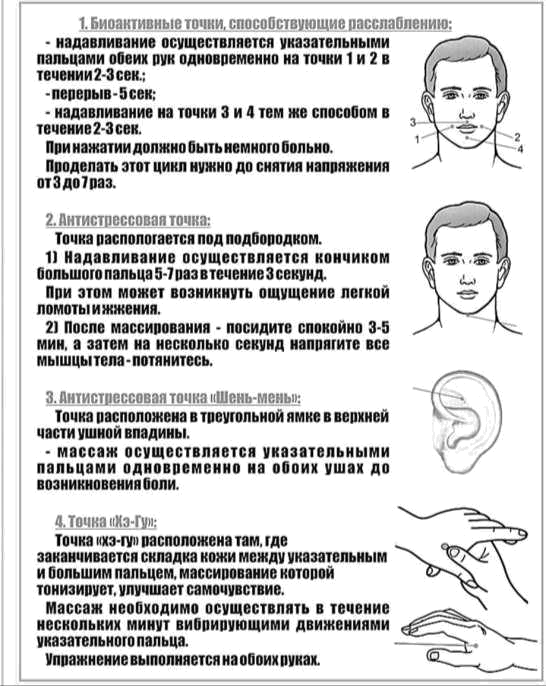 1. Биоактивные точки, способствующие расслаблению:
- надавливание осуществляется указательными
пальцами обеих рук одновременно на точки 1 и 2 в
течении 2-3 сек.;
- перерыв - 5 сек;
- надавливание на точки 3 и 4 тем же способом в
течение 2-3 сек.
При нажатии должно быть немного больно.
Проделать этот цикл нужно до снятия напряжения
от 3 до 7 раз.
3
1
2
4
2. Антистрессовая точка:
Точка распологается под подбородком.
1) Надавливание осуществляется кончиком
большого пальца 5-7 раз в течение 3 секунд.
При этом может возникнуть ощущение легкой
ломоты и жжения.
2) После массирования - посидите спокойно 3-5
мин, а затем на несколько секунд напрягите все
мышцы тела - потянитесь.
3. Антистрессовая точка «Шень-мень»:
Точка расположена в треугольной ямке в верхней
части ушной впадины.
- массаж осуществляется указательными
пальцами одновременно на обоих ушах до
возникновения боли.
4. Точка «Хэ-Гу»:
Точка «хэ-гу» расположена там, где
заканчивается складка кожи между указательным
и большим пальцем, массирование которой
тонизирует, улучшает самочувствие.
Массаж необходимо осуществлять в течение
нескольких минут вибрирующими движениями
указательного пальца.
Упражнение выполняется на обоих руках.